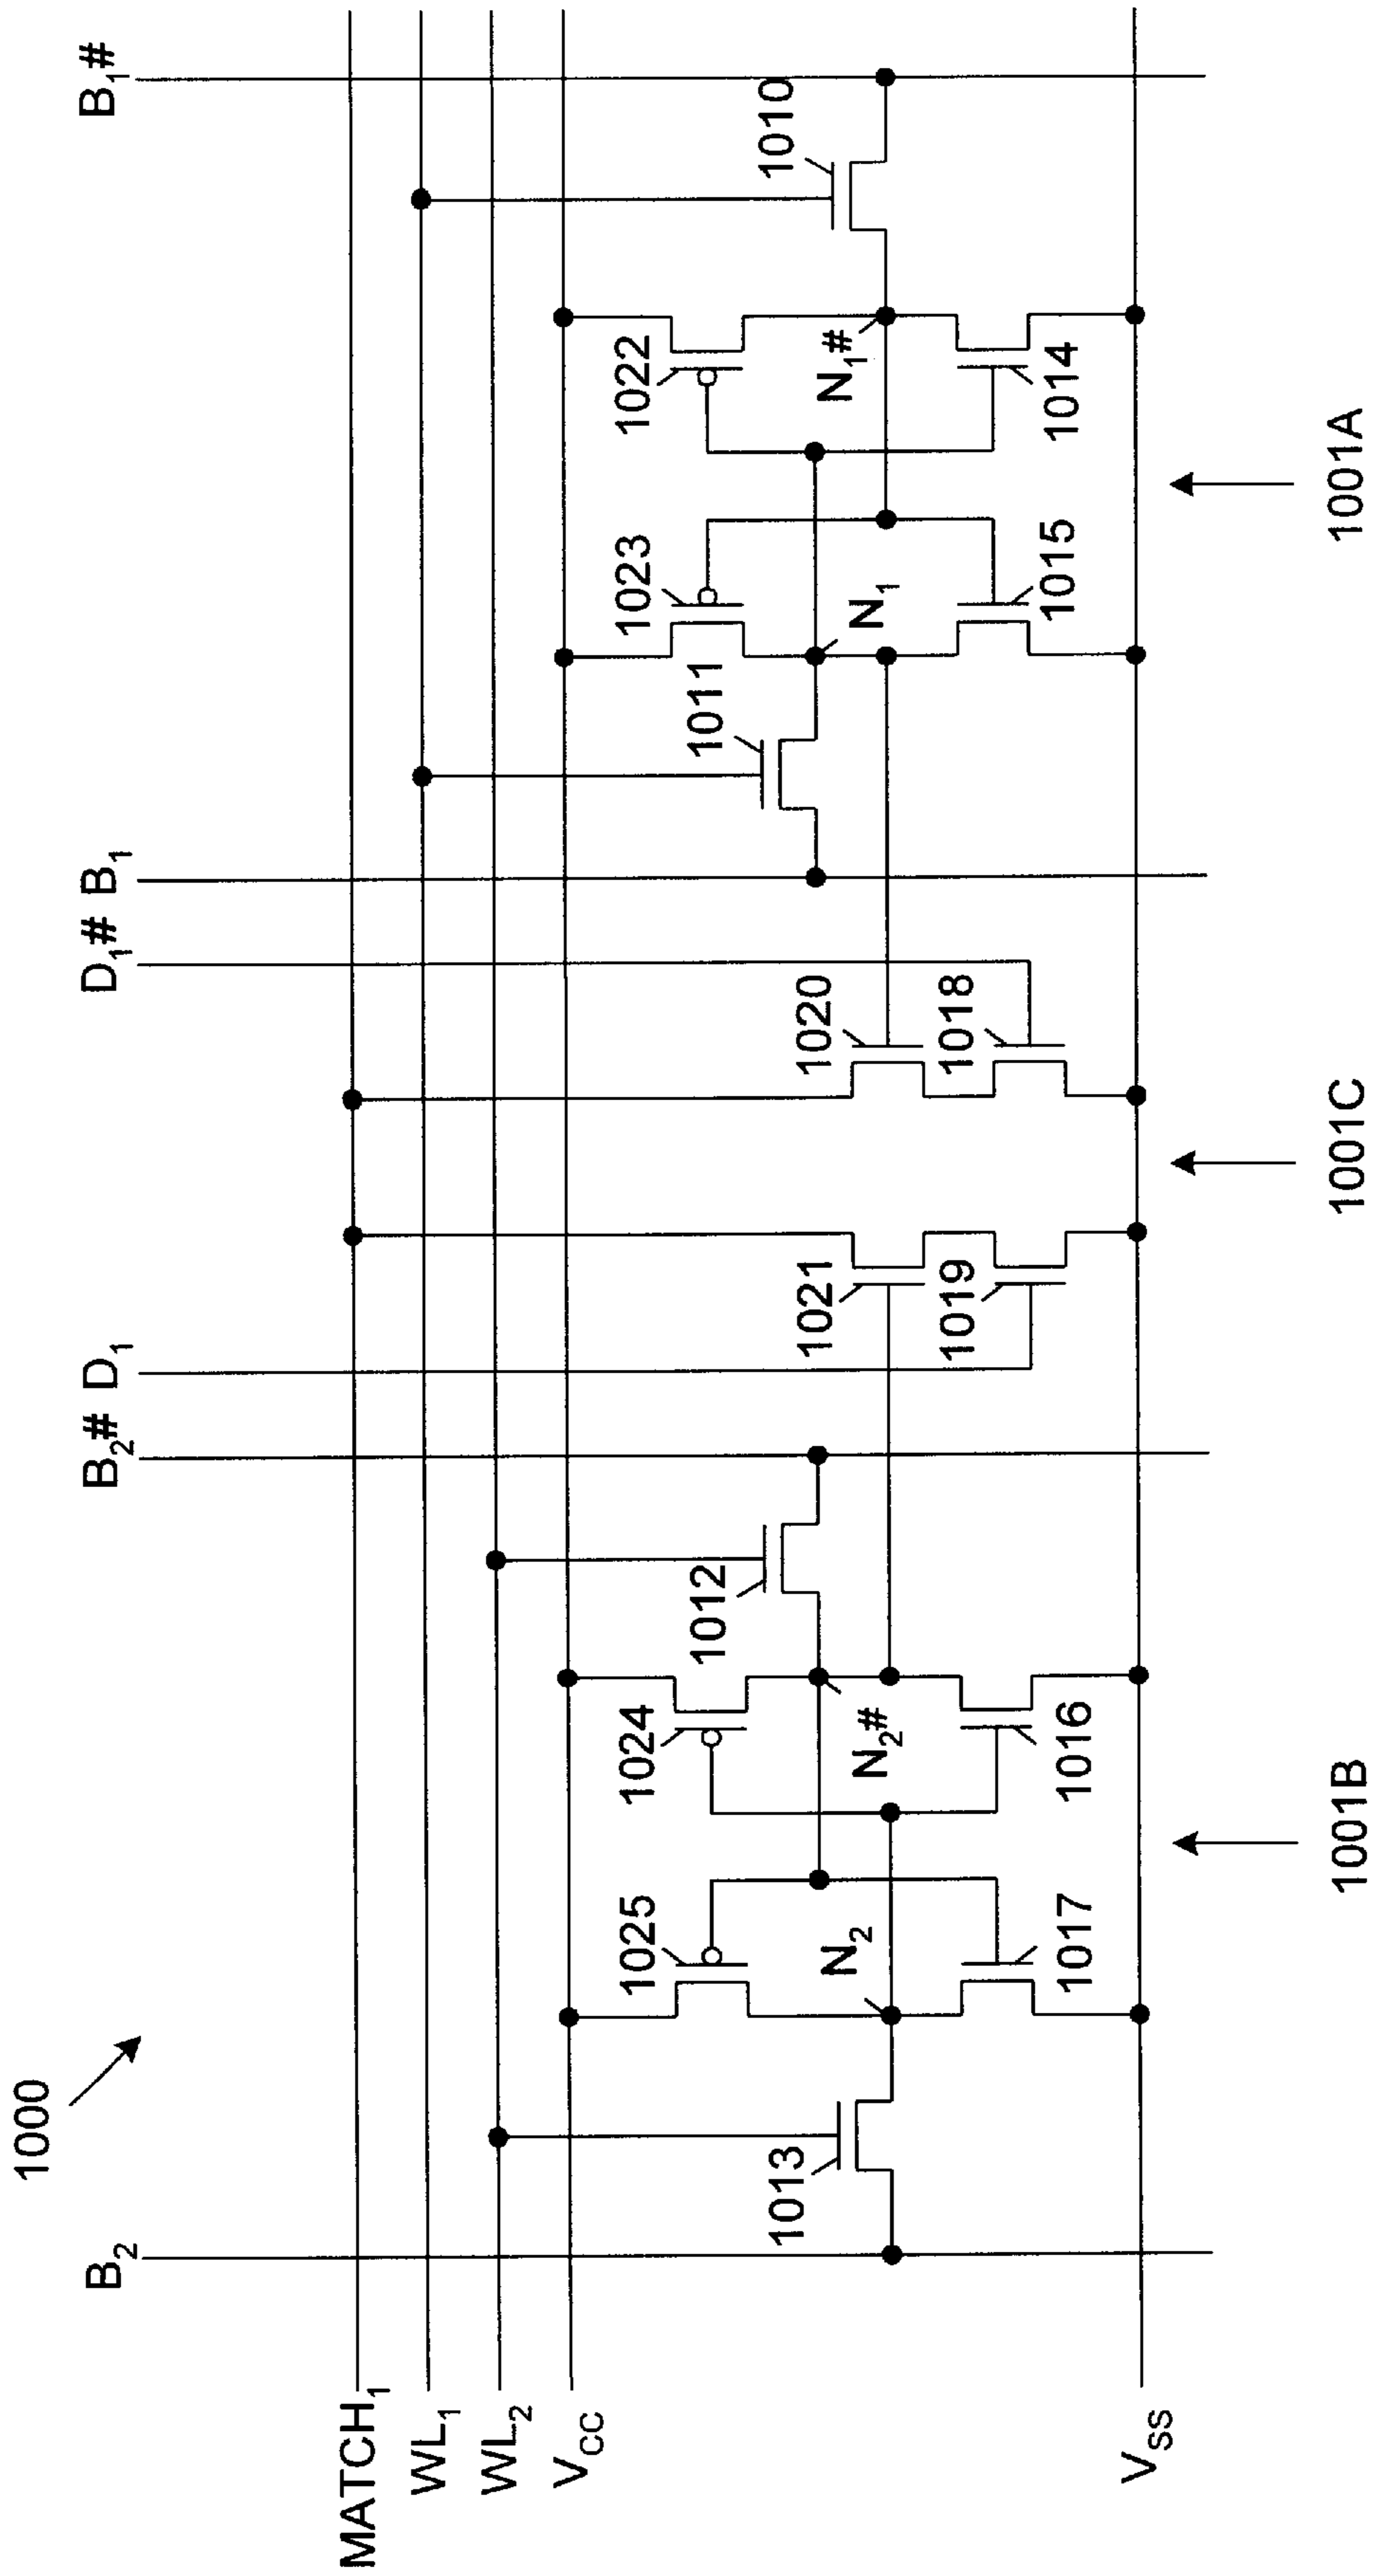 1000
B2 B2# D1 D1# B1 B1#
MATCH1
WL1
WL2
VCC
VSS
1013
1025
1024
1012
1021
1020
1011
1023
1022
1010
N2
N2#
N1
N1#
1017
1016
1019
1018
1015
1014
1001B
1001C
1001A